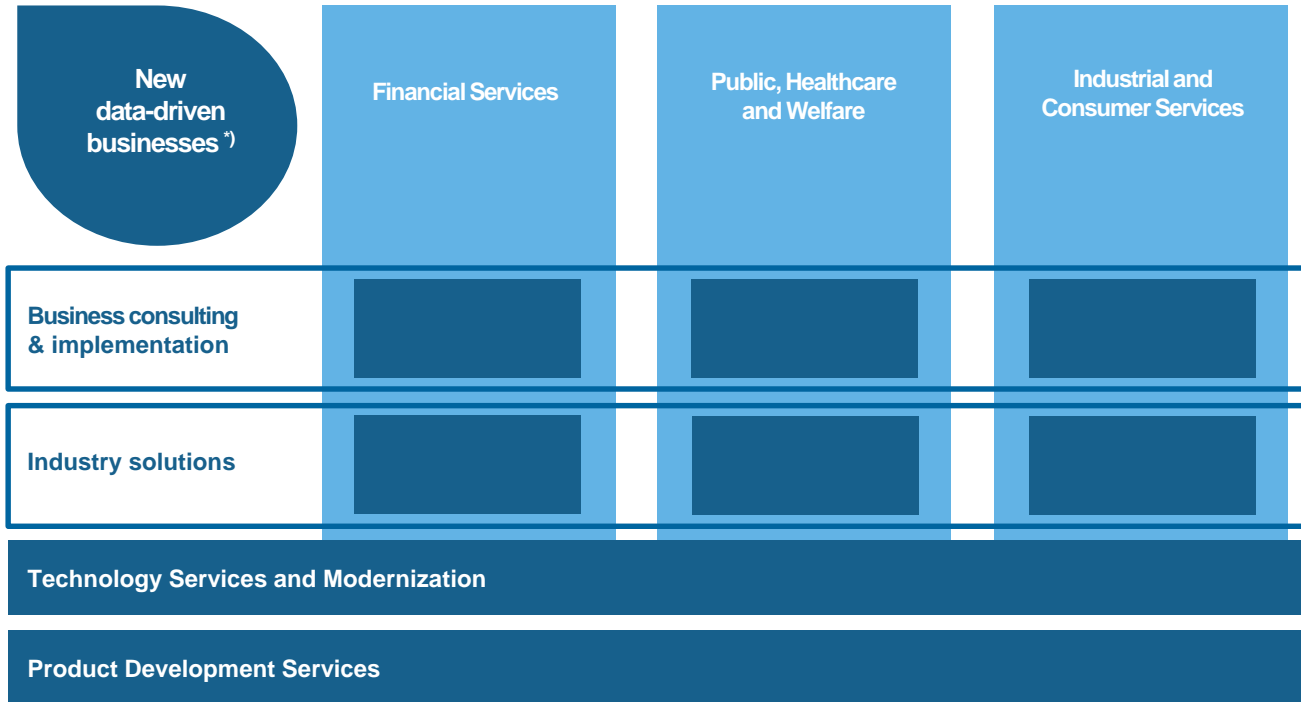 New
data-driven
businesses *)
Financial Services
Public, Healthcare
and Welfare
Industrial and
Consumer Services
Business consulting
& implementation
Industry solutions
Technology Services and Modernization
Product Development Services